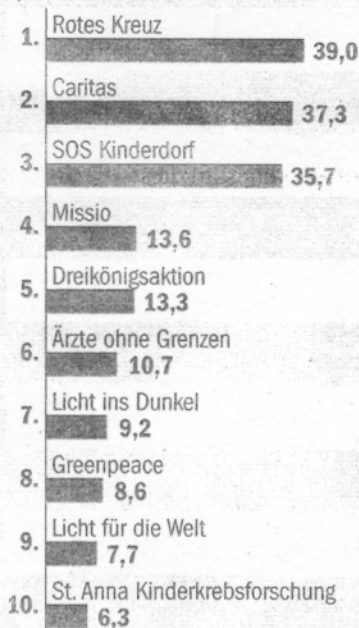 1. Rotes Kreuz
39,0
2. Caritas
37,3
3. SOS Kinderdorf
35,7
4. Missio
13,6
5. Dreikönigsaktion
13,3
6. Ärzte ohne Grenzen
10,7
7. Licht ins Dunkel
9,2
8. Greenpeace
8,6
9. Licht für die Welt
7,7
10. St. Anna Kinderkrebsforschung
6,3